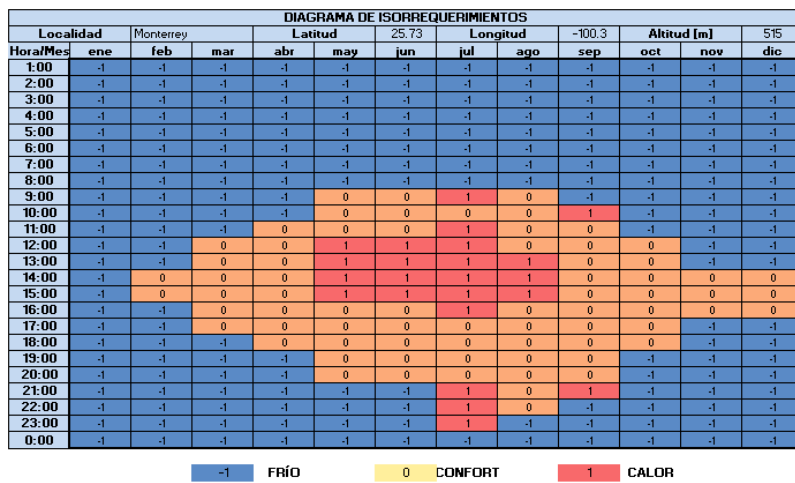 DIAGRAMA DE ISORREQUERIMIENTOS
Localidad Monterrey Latitud 25.73 Longitud -100.3 Altitud [m] 515
Hora/Mes ene feb mar abr may jun jul ago sep oct nov dic
1:00 -1 -1 -1 -1 -1 -1 -1 -1 -1 -1 -1 -1
2:00 -1 -1 -1 -1 -1 -1 -1 -1 -1 -1 -1 -1
3:00 -1 -1 -1 -1 -1 -1 -1 -1 -1 -1 -1 -1
4:00 -1 -1 -1 -1 -1 -1 -1 -1 -1 -1 -1 -1
5:00 -1 -1 -1 -1 -1 -1 -1 -1 -1 -1 -1 -1
6:00 -1 -1 -1 -1 -1 -1 -1 -1 -1 -1 -1 -1
7:00 -1 -1 -1 -1 -1 -1 -1 -1 -1 -1 -1 -1
8:00 -1 -1 -1 -1 -1 -1 -1 -1 -1 -1 -1 -1
9:00 -1 -1 -1 -1 0 0 1 0 -1 -1 -1 -1
10:00 -1 -1 -1 -1 0 0 0 0 1 -1 -1 -1
11:00 -1 -1 -1 0 0 0 1 0 0 -1 -1 -1
12:00 -1 -1 0 0 1 1 1 0 0 0 -1 -1
13:00 -1 -1 0 0 1 1 1 1 0 0 -1 -1
14:00 -1 0 0 0 1 1 1 1 0 0 0 0
15:00 -1 0 0 0 1 1 1 1 0 0 0 0
16:00 -1 -1 0 0 0 0 1 0 0 0 0 0
17:00 -1 -1 0 0 0 0 0 0 0 0 -1 -1
18:00 -1 -1 -1 0 0 0 0 0 0 0 -1 -1
19:00 -1 -1 -1 -1 0 0 0 0 0 -1 -1 -1
20:00 -1 -1 -1 -1 0 0 0 0 0 -1 -1 -1
21:00 -1 -1 -1 -1 -1 -1 1 0 1 -1 -1 -1
22:00 -1 -1 -1 -1 -1 -1 1 0 -1 -1 -1 -1
23:00 -1 -1 -1 -1 -1 -1 1 -1 -1 -1 -1 -1
0:00 -1 -1 -1 -1 -1 -1 -1 -1 -1 -1 -1 -1
-1 FRÍO 0 CONFORT 1 CALOR